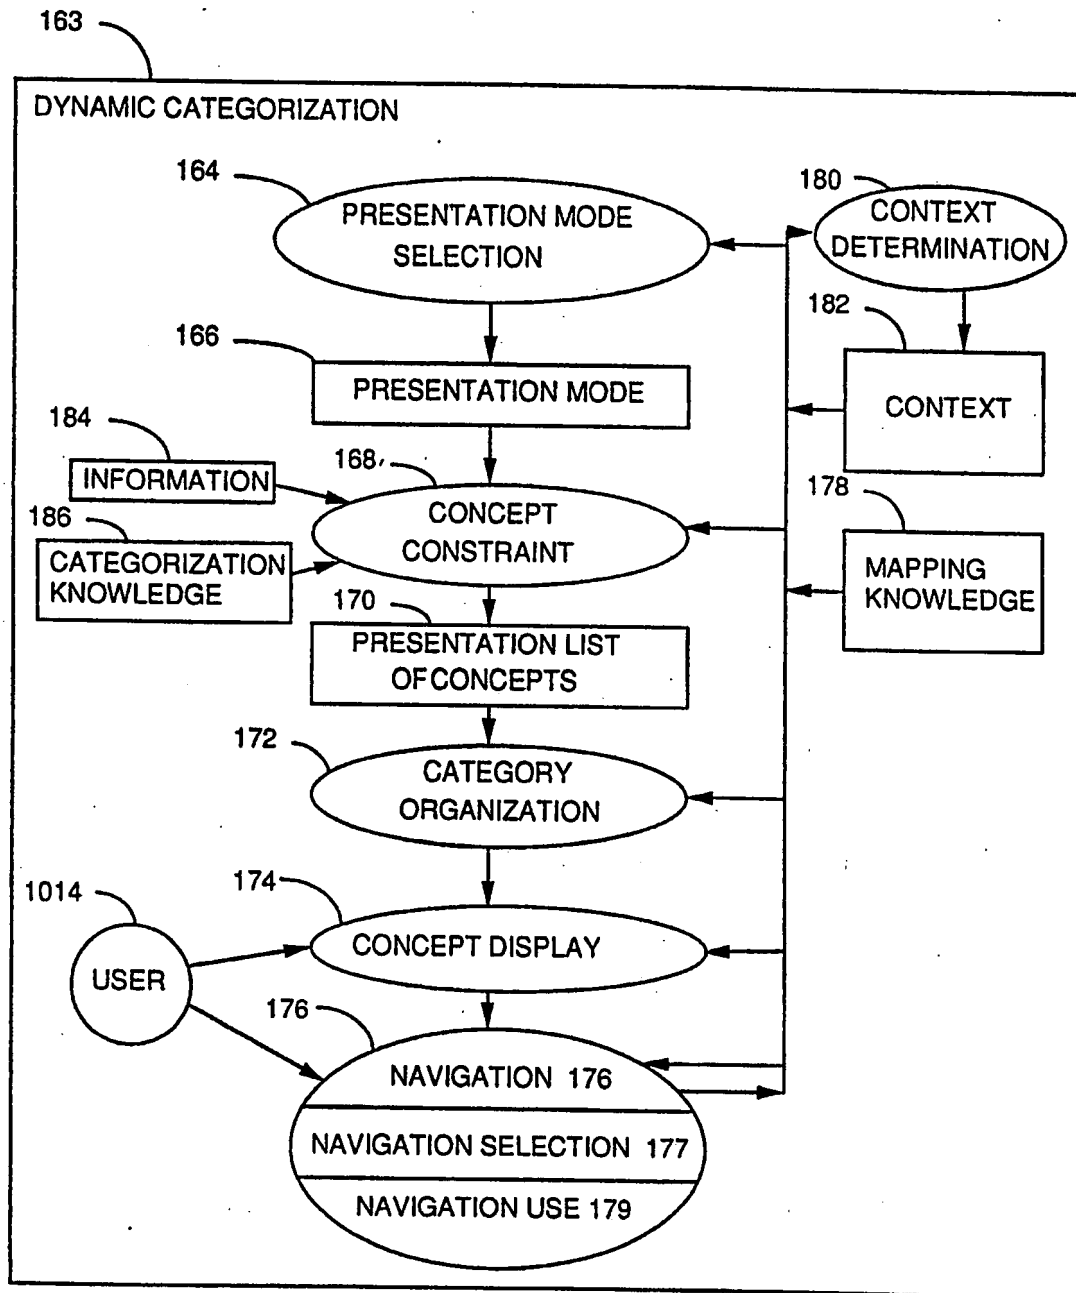 163
DYNAMIC CATEGORIZATION
164
PRESENTATION MODE
SELECTION
180
CONTEXT
DETERMINATION
166
PRESENTATION MODE
182
CONTEXT
184
INFORMATION
168
CONCEPT
CONSTRAINT
186
CATEGORIZATION
KNOWLEDGE
178
MAPPING
KNOWLEDGE
170
PRESENTATION LIST
OF CONCEPTS
172
CATEGORY
ORGANIZATION
174
CONCEPT DISPLAY
1014
USER
176
NAVIGATION 176
NAVIGATION SELECTION 177
NAVIGATION USE 179